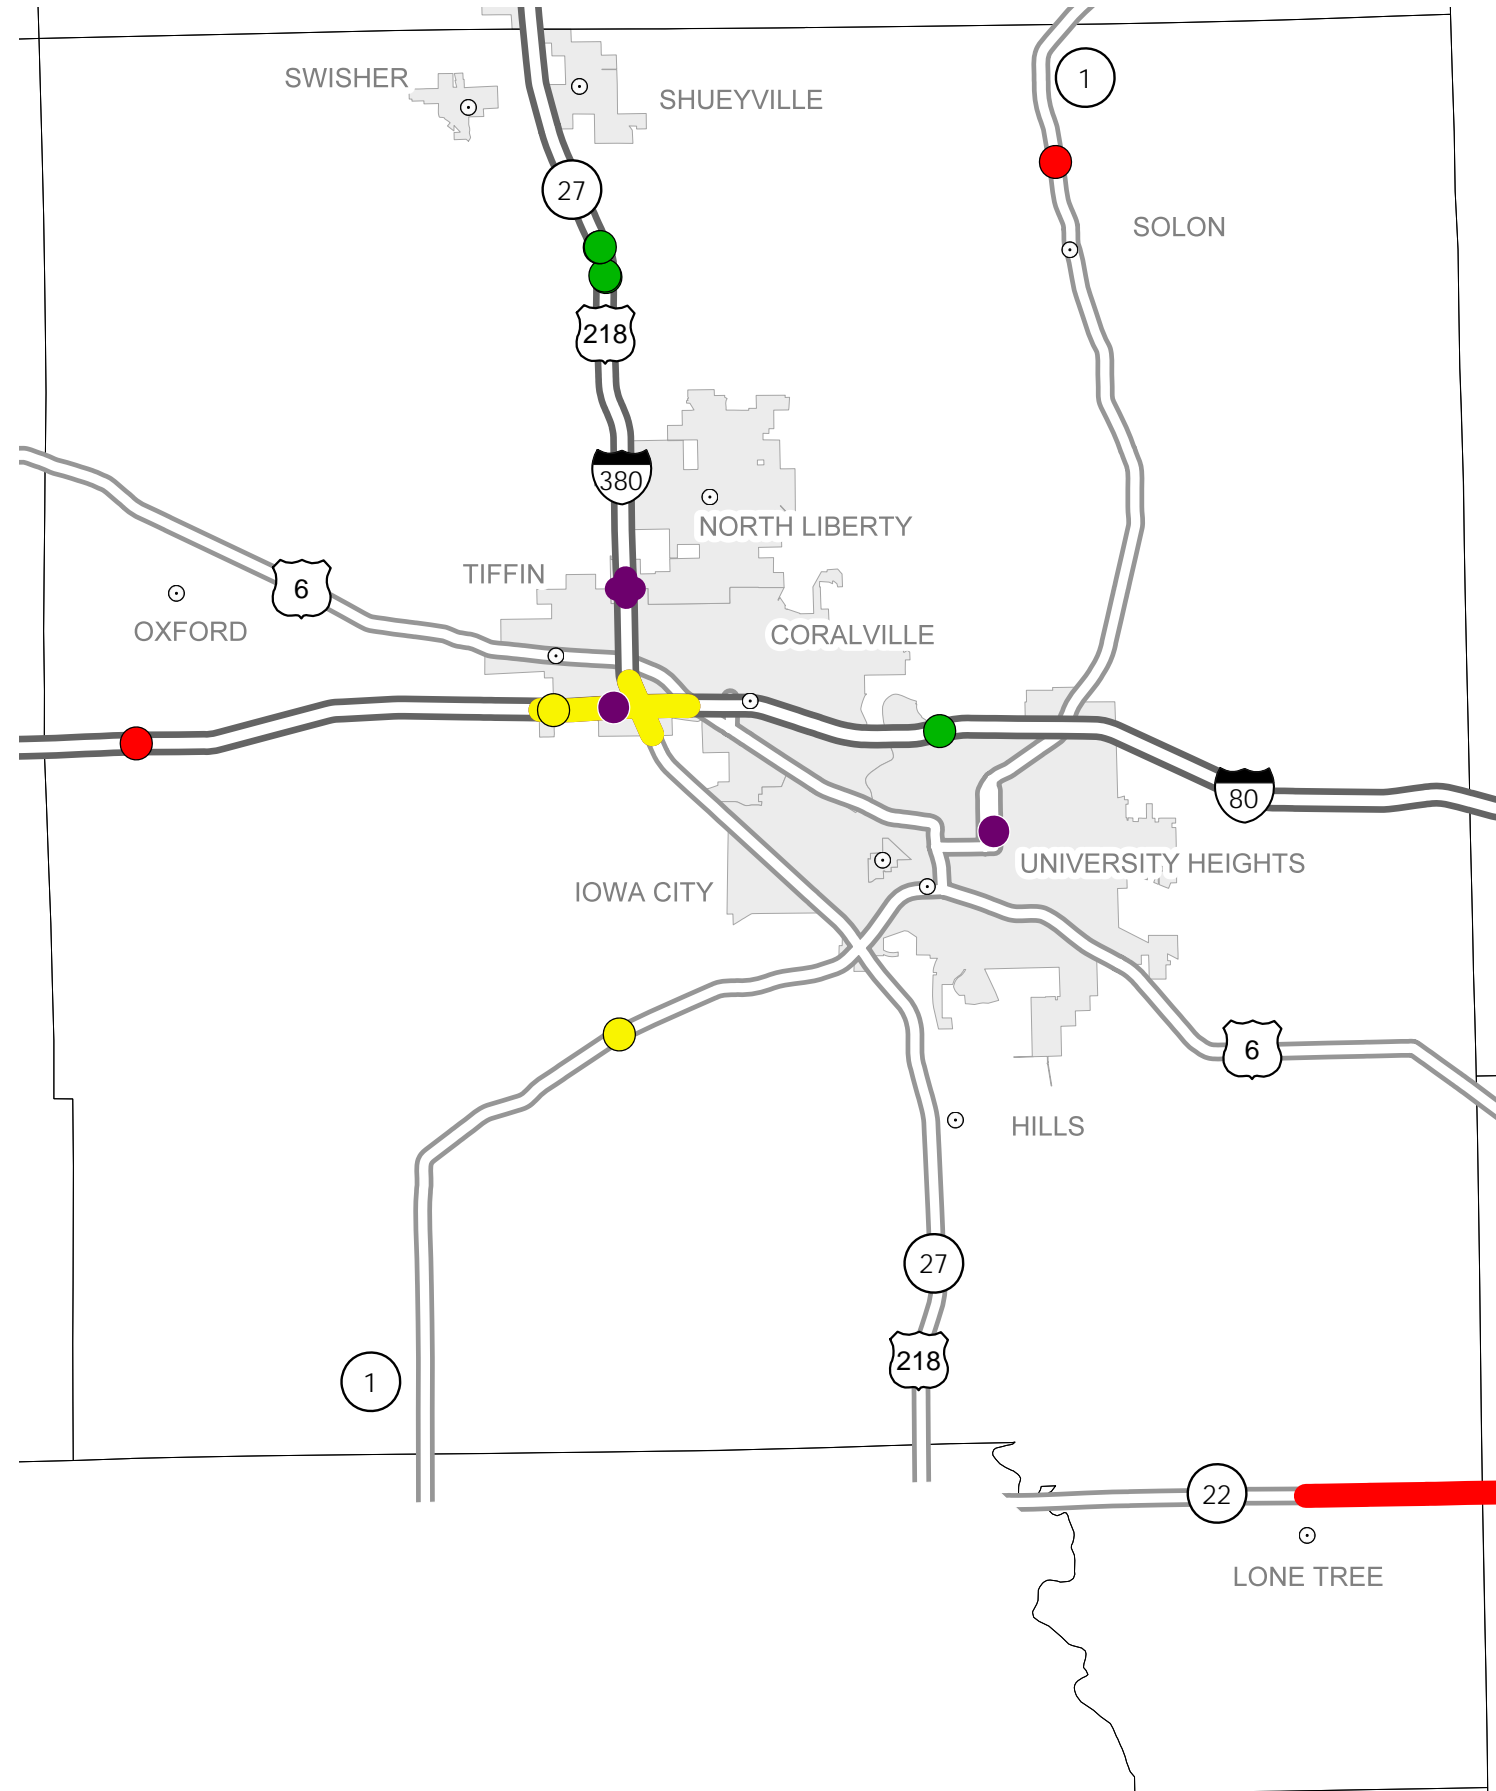 SWISHER
1
SHUEYVILLE
27
SOLON
218
380
NORTH LIBERTY
TIFFIN
6
OXFORD
CORALVILLE
80
UNIVERSITY HEIGHTS
IOWA CITY
6
HILLS
27
218
1
22
LONE TREE